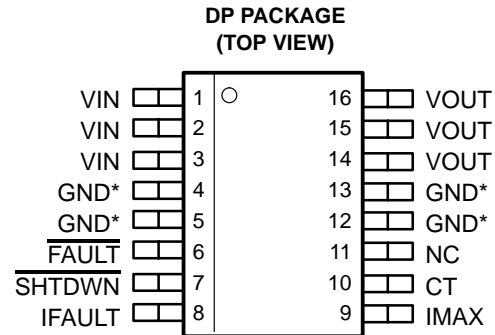 DP PACKAGE
(TOP VIEW)
VIN 1 16 VOUT
VIN 2 15 VOUT
VIN 3 14 VOUT
GND* 4 13 GND*
GND* 5 12 GND*
FAULT 6 11 NC
SHTDWN 7 10 CT
IFAULT 8 9 IMAX